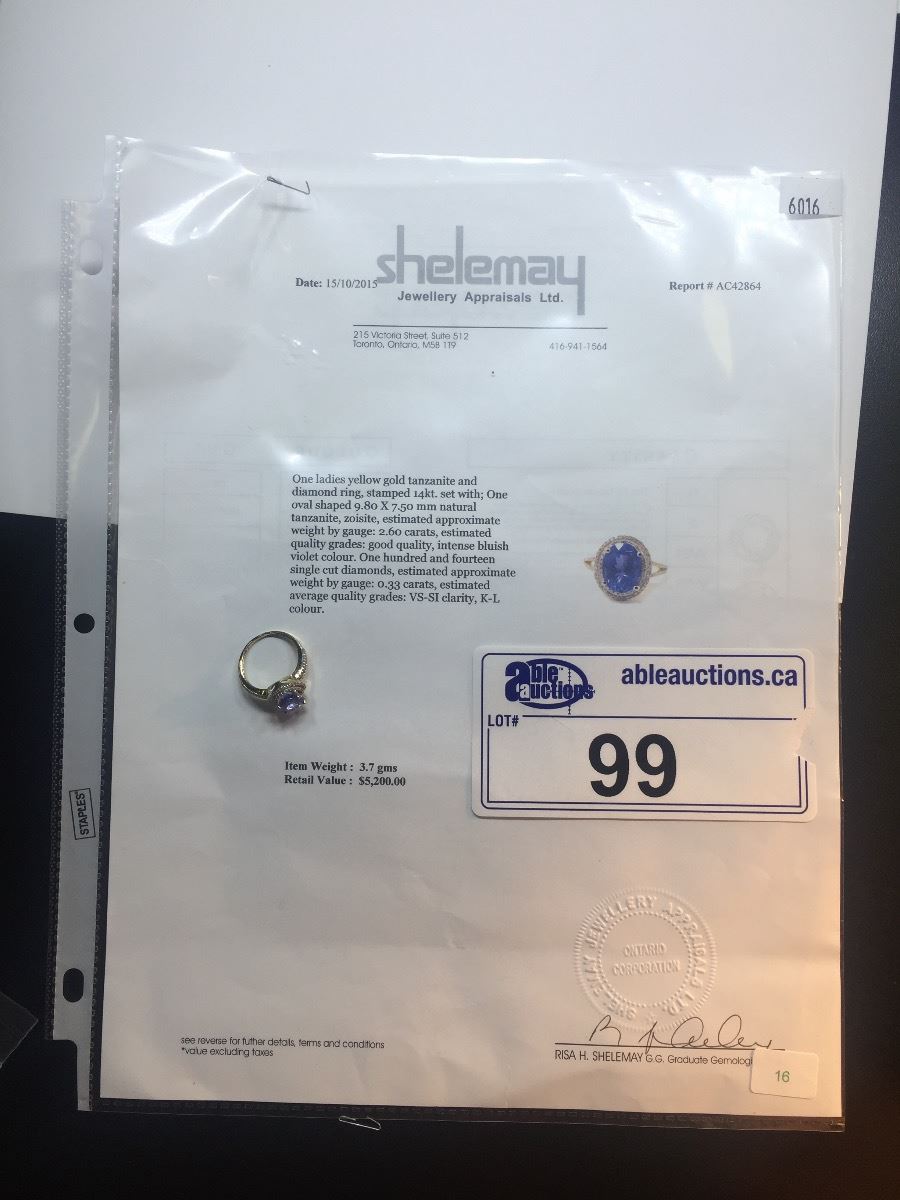 6016
shelemay
Date: 15/10/2015
Jewellery Appraisals Ltd.
Report # AC42864
215 Victoria Street, Suite 512
Toronto, Ontario, M5B 1T9
416-941-1564
One ladies yellow gold tanzanite and
diamond ring, stamped 14kt. set with; One
oval shaped 9.80 X 7.50 mm natural
tanzanite, zoisite, estimated approximate
weight by gauge: 2.60 carats, estimated
quality grades: good quality, intense bluish
violet colour. One hundred and fourteen
single cut diamonds, estimated approximate
weight by gauge: 0.33 carats, estimated
average quality grades: VS-SI clarity, K-L
colour.
able auctions™
ableauctions.ca
LOT#
99
Item Weight : 3.7 gms
Retail Value : $5,200.00
STAPLES
SHELEMAY JEWELLERY APPRAISALS LTD.
ONTARIO
CORPORATION
see reverse for futher details, terms and conditions
*value excluding taxes
RISA H. SHELEMAY G.G. Graduate Gemologi
16